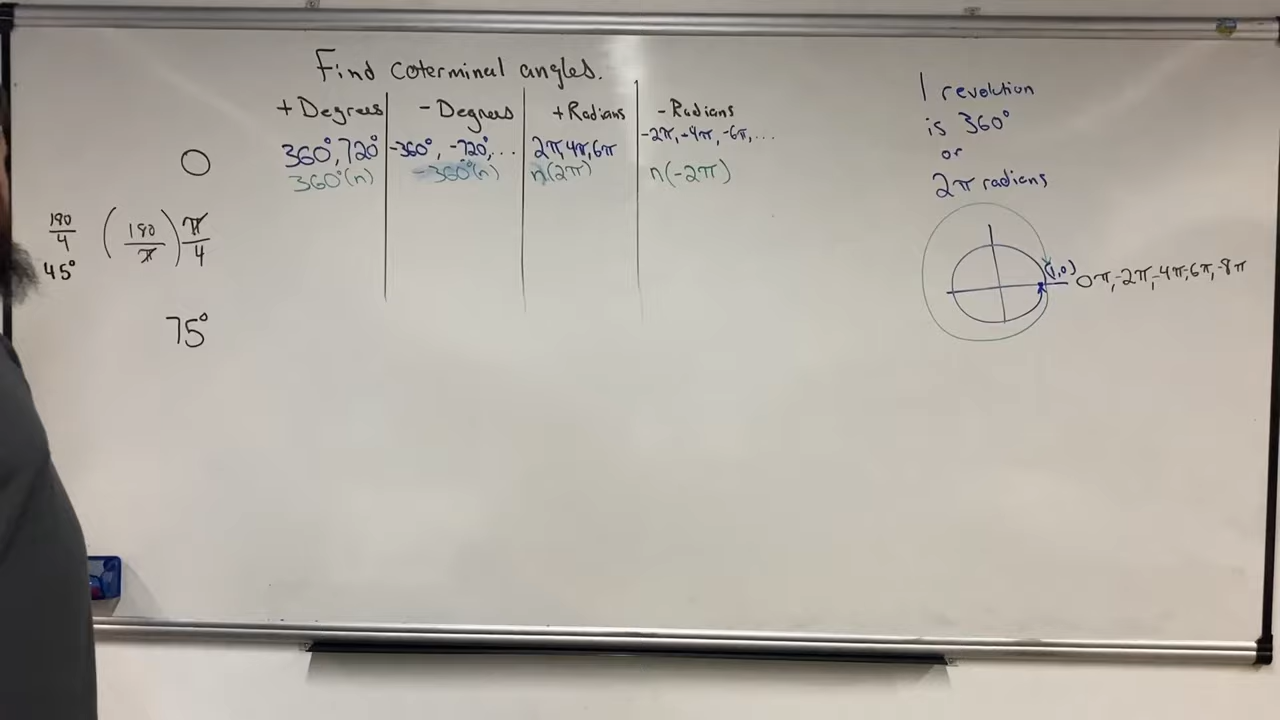 Find coterminal angles.
+ Degrees - Degrees + Radians - Radians
0 360°, 720° -360°, -720°, ... 2π, 4π, 6π -2π, -4π, -6π, ...
360°(n) -360°(n) n(2π) n(-2π)
180/4 (180/π) π/4
45°
75°
1 revolution
is 360°
or
2π radians
(1,0)
0π, -2π, -4π, -6π, -8π